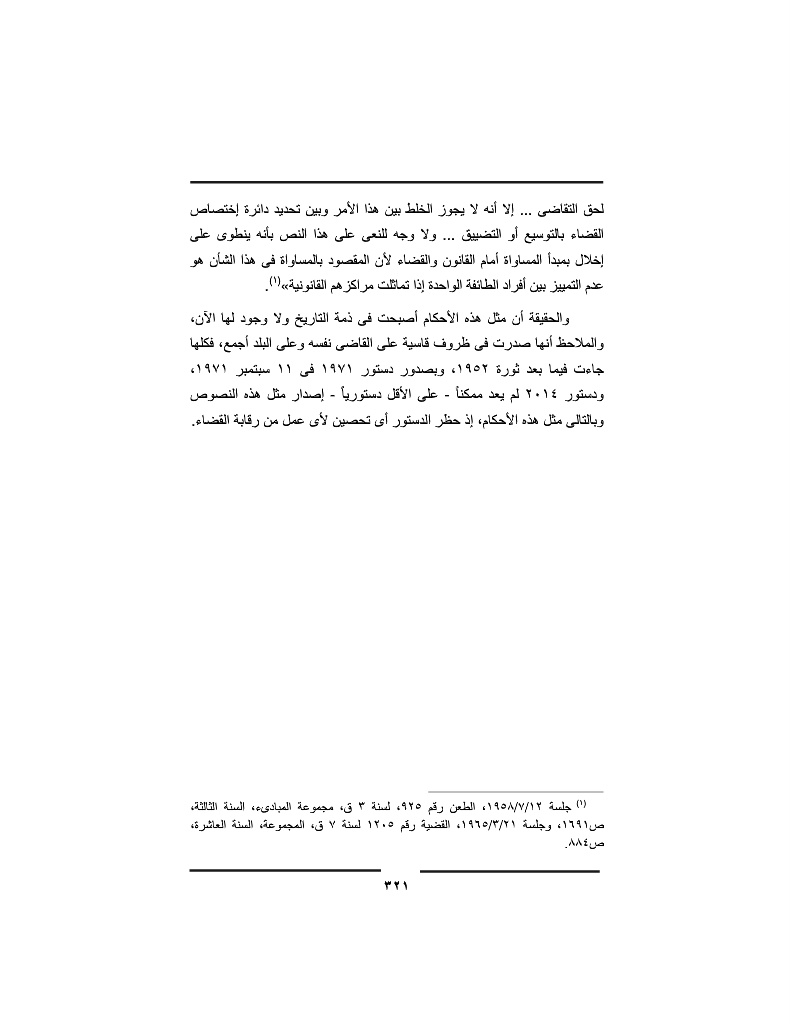 لحق التقاضى ... إلا أنه لا يجوز الخلط بين هذا الأمر وبين تحديد دائرة إختصاص
القضاء بالتوسيع أو التضييق ... ولا وجه للنعى على هذا النص بأنه ينطوى على
إخلال بمبدأ المساواة أمام القانون والقضاء لأن المقصود بالمساواة فى هذا الشأن هو
عدم التمييز بين أفراد الطائفة الواحدة إذا تماثلت مراكزهم القانونية»(١).
والحقيقة أن مثل هذه الأحكام أصبحت فى ذمة التاريخ ولا وجود لها الآن،
والملاحظ أنها صدرت فى ظروف قاسية على القاضى نفسه وعلى البلد أجمع، فكلها
جاءت فيما بعد ثورة ١٩٥٢، وبصدور دستور ١٩٧١ فى ١١ سبتمبر ١٩٧١،
ودستور ٢٠١٤ لم يعد ممكناً - على الأقل دستورياً - إصدار مثل هذه النصوص
وبالتالى مثل هذه الأحكام، إذ حظر الدستور أى تحصين لأى عمل من رقابة القضاء.
(١) جلسة ١٩٥٨/٧/١٢، الطعن رقم ٩٢٥، لسنة ٣ ق، مجموعة المبادىء، السنة الثالثة،
ص١٦٩١، وجلسة ١٩٦٥/٣/٢١، القضية رقم ١٢٠٥ لسنة ٧ ق، المجموعة، السنة العاشرة،
ص٨٨٤.
٣٢١